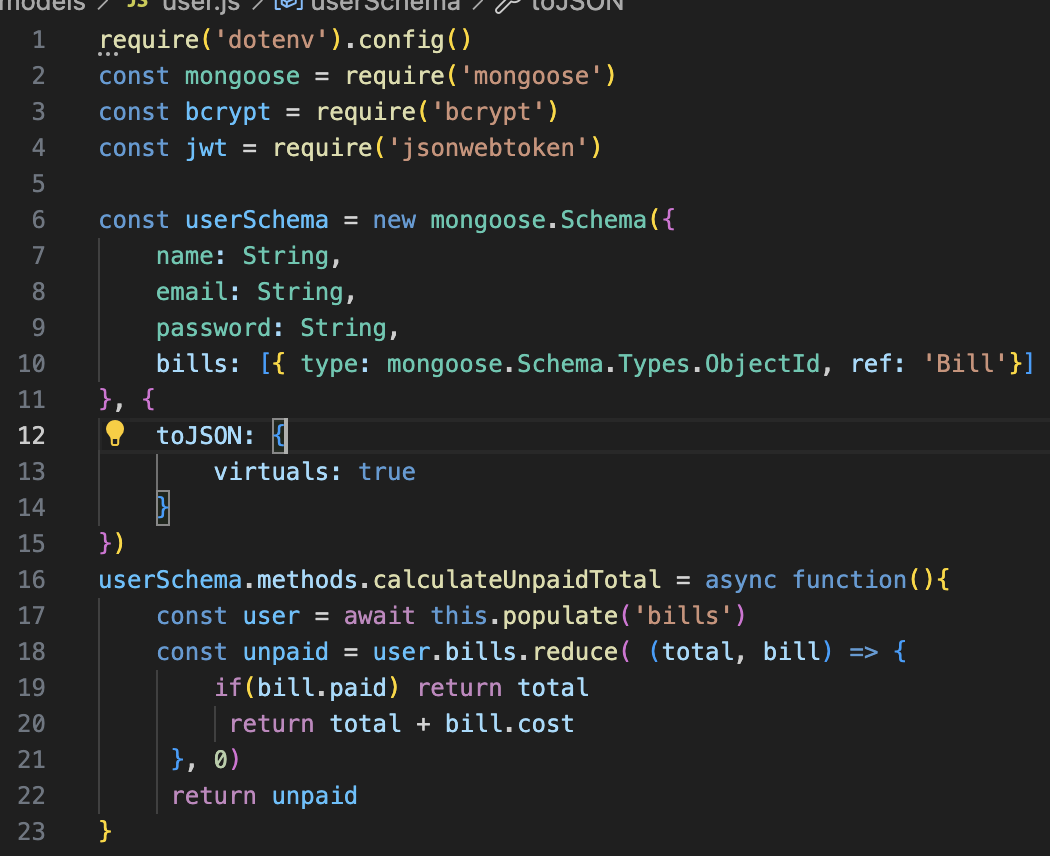 models > JS user.js > userSchema > toJSON
1 require('dotenv').config()
2 const mongoose = require('mongoose')
3 const bcrypt = require('bcrypt')
4 const jwt = require('jsonwebtoken')
5
6 const userSchema = new mongoose.Schema({
7     name: String,
8     email: String,
9     password: String,
10     bills: [{ type: mongoose.Schema.Types.ObjectId, ref: 'Bill'}]
11 }, {
12     toJSON: {
13         virtuals: true
14     }
15 })
16 userSchema.methods.calculateUnpaidTotal = async function(){
17     const user = await this.populate('bills')
18     const unpaid = user.bills.reduce( (total, bill) => {
19         if(bill.paid) return total
20          return total + bill.cost
21      }, 0)
22      return unpaid
23 }